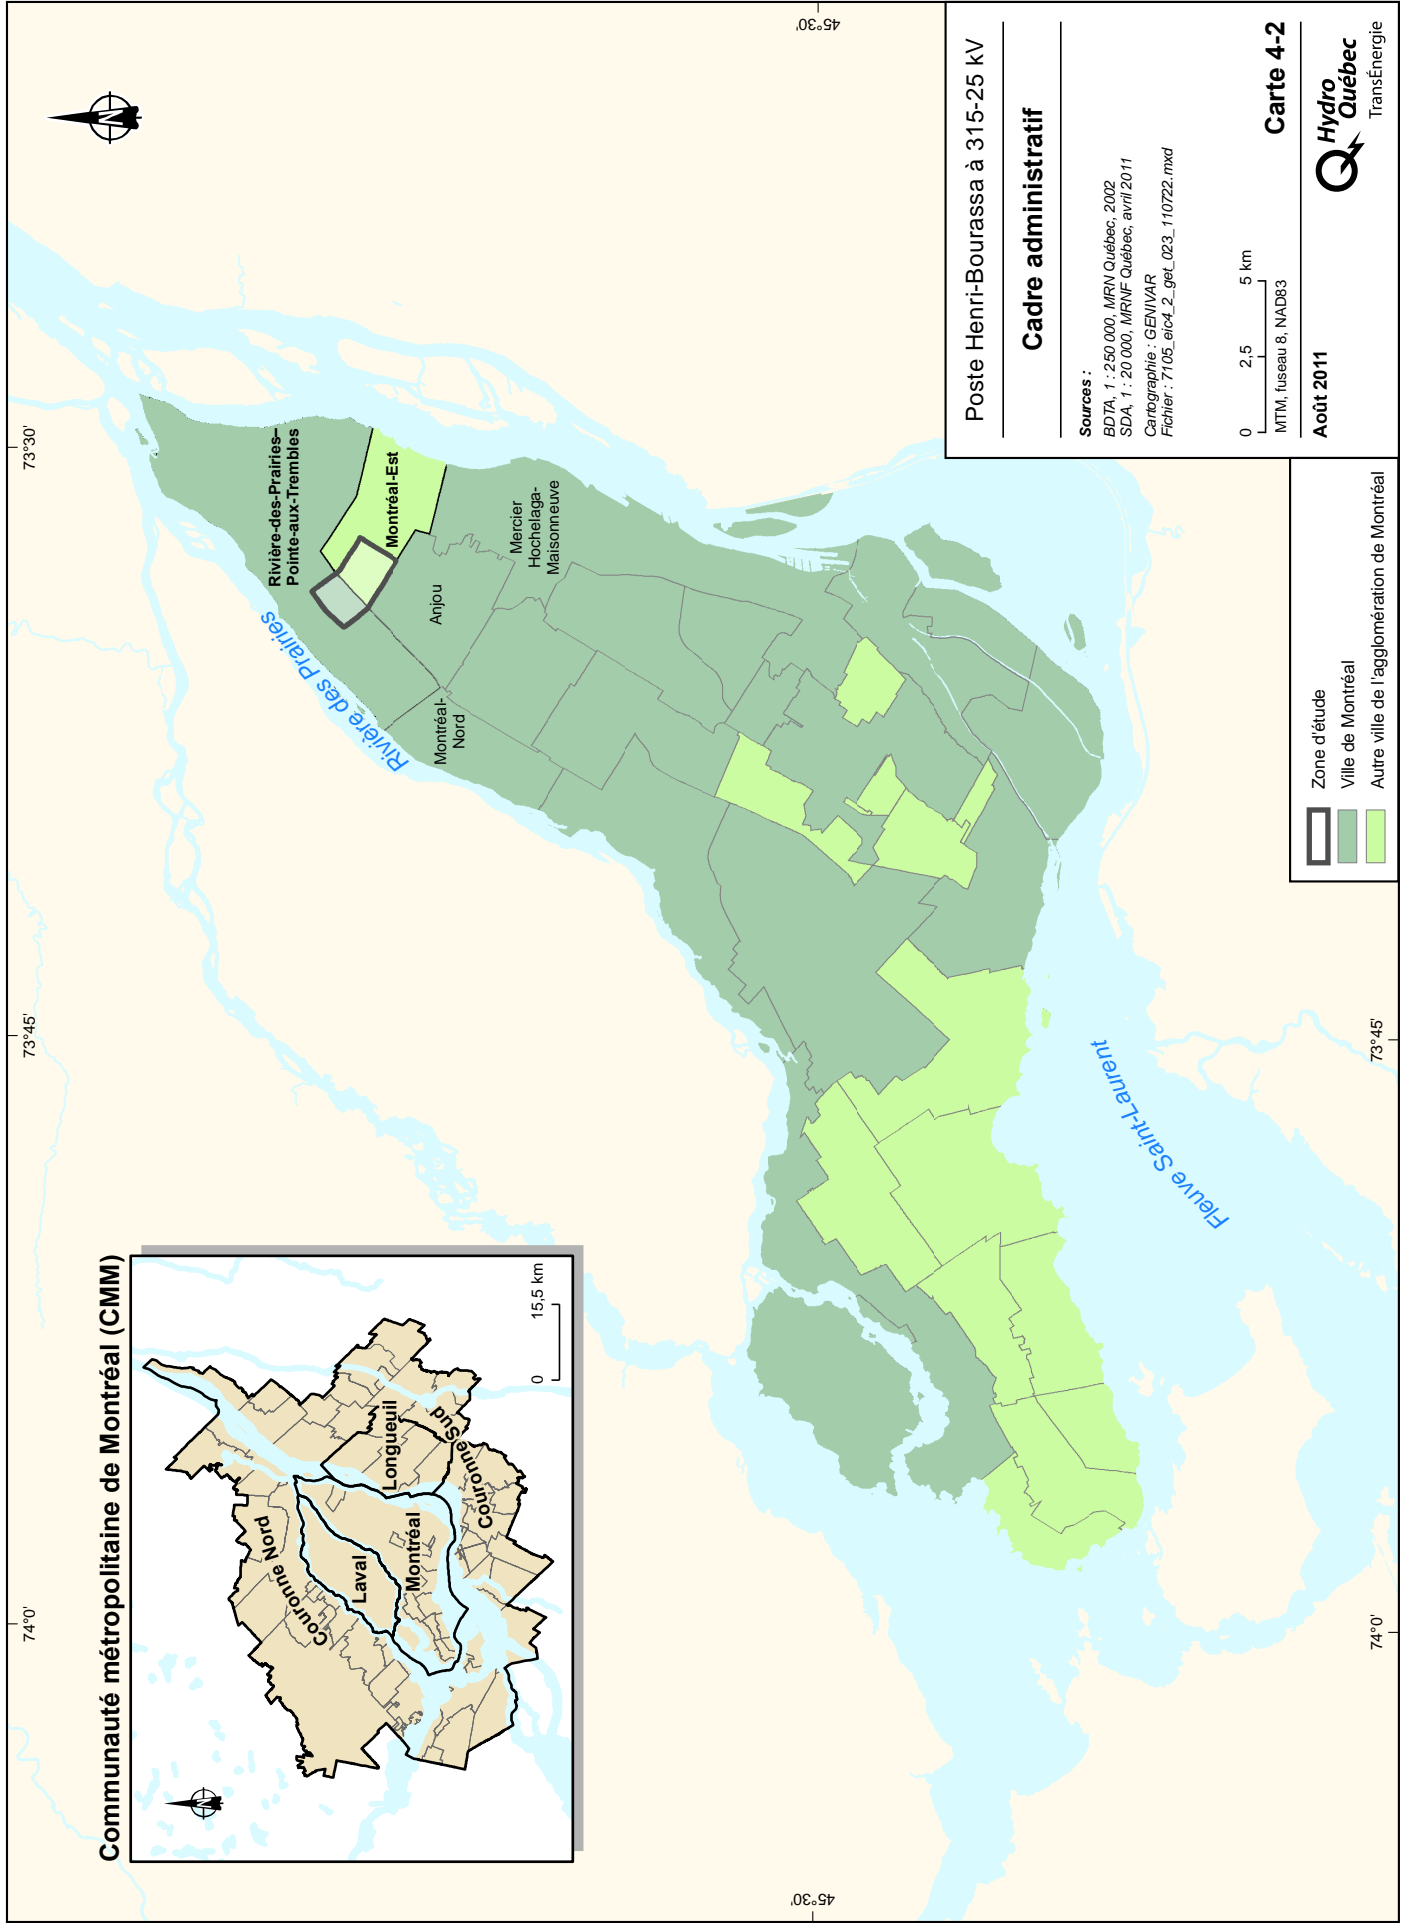 Communauté métropolitaine de Montréal (CMM)
Couronne Nord
Laval
Montréal
Longueuil
Couronne Sud
0 15,5 km
74°0'
73°45'
73°30'
45°30'
45°30'
74°0'
73°45'
Rivière des Prairies
Rivière-des-Prairies–
Pointe-aux-Trembles
Montréal-Est
Anjou
Mercier
Hochelaga-
Maisonneuve
Montréal-
Nord
Fleuve Saint-Laurent
N
Zone d'étude
Ville de Montréal
Autre ville de l'agglomération de Montréal
Poste Henri-Bourassa à 315-25 kV
Cadre administratif
Sources :
BDTA, 1 : 250 000, MRN Québec, 2002
SDA, 1 : 20 000, MRNF Québec, avril 2011
Cartographie : GENIVAR
Fichier : 7105_eic4_2_get_023_110722.mxd
0 2,5 5 km
MTM, fuseau 8, NAD83
Carte 4-2
Août 2011
Hydro
Québec
TransÉnergie